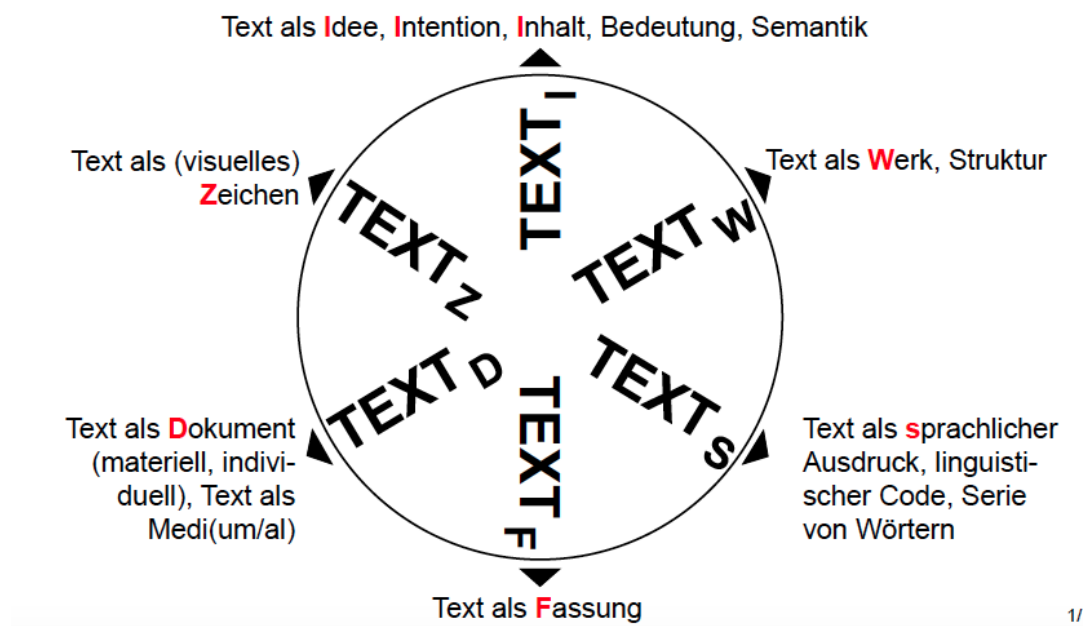 Text als Idee, Intention, Inhalt, Bedeutung, Semantik
TEXT I
Text als (visuelles)
Zeichen
TEXT Z
Text als Werk, Struktur
TEXT W
Text als Dokument
(materiell, indivi-
duell), Text als
Medi(um/al)
TEXT D
TEXT F
TEXT S
Text als sprachlicher
Ausdruck, linguisti-
scher Code, Serie
von Wörtern
Text als Fassung
1/